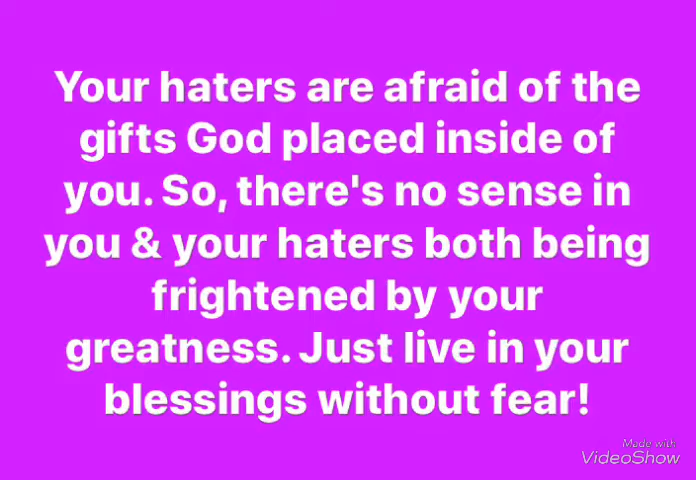 Your haters are afraid of the
gifts God placed inside of
you. So, there's no sense in
you & your haters both being
frightened by your
greatness. Just live in your
blessings without fear!
Made with
VideoShow